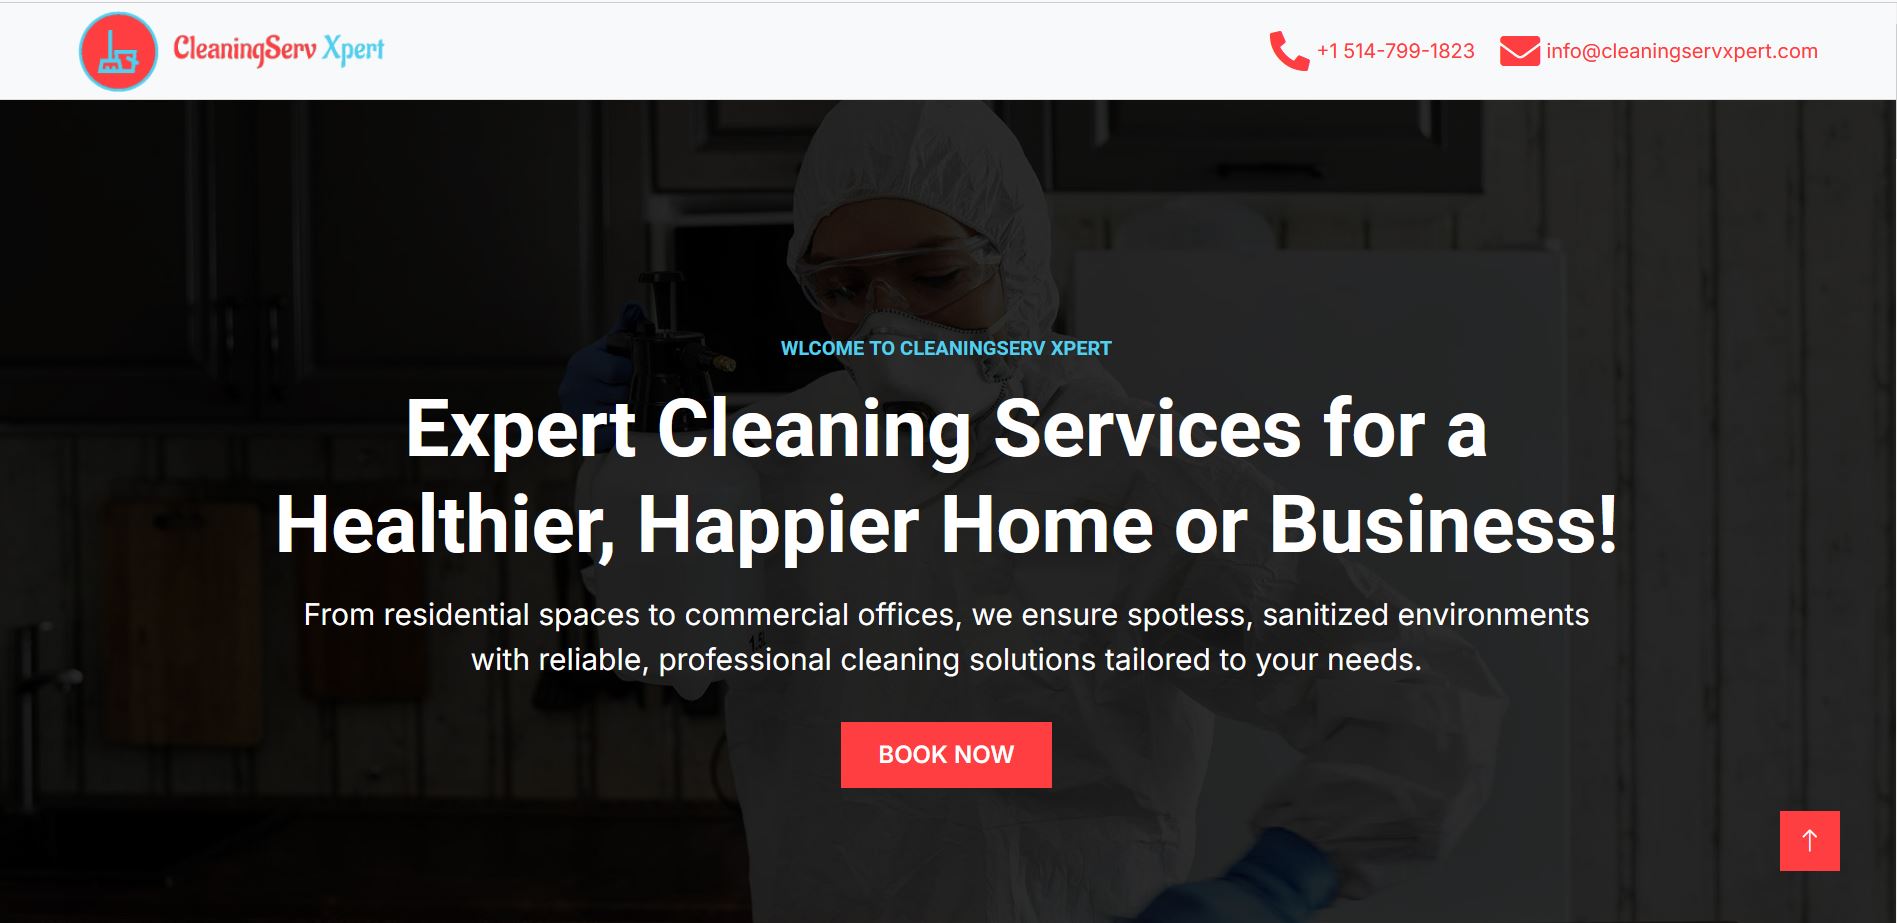 CleaningServ Xpert
+1 514-799-1823
info@cleaningservxpert.com
WLCOME TO CLEANINGSERV XPERT
Expert Cleaning Services for a
Healthier, Happier Home or Business!
From residential spaces to commercial offices, we ensure spotless, sanitized environments
with reliable, professional cleaning solutions tailored to your needs.
BOOK NOW